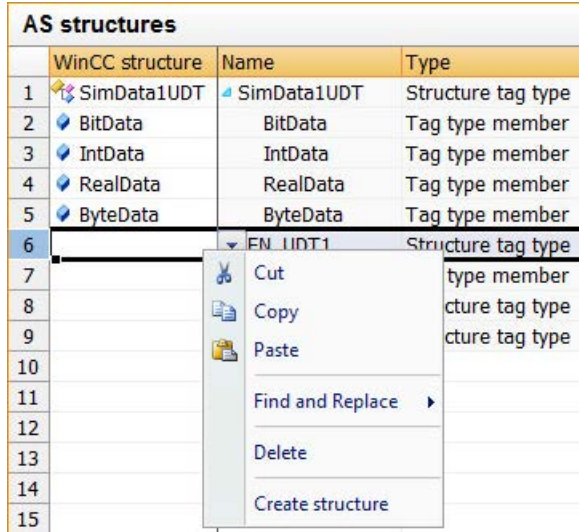 AS structures
WinCC structure Name Type
1 SimData1UDT SimData1UDT Structure tag type
2 BitData BitData Tag type member
3 IntData IntData Tag type member
4 RealData RealData Tag type member
5 ByteData ByteData Tag type member
6 EN_UDT1 Structure tag type
7 Cut type member
8 Copy cture tag type
9 Paste cture tag type
10
11 Find and Replace
12
13 Delete
14
15 Create structure